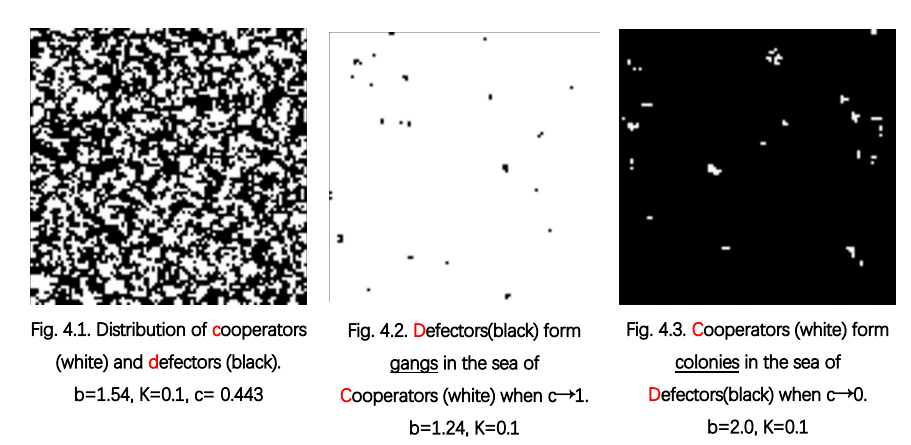 Fig. 4.1. Distribution of cooperators
(white) and defectors (black).
b=1.54, K=0.1, c= 0.443
Fig. 4.2. Defectors(black) form
gangs in the sea of
Cooperators (white) when c→1.
b=1.24, K=0.1
Fig. 4.3. Cooperators (white) form
colonies in the sea of
Defectors(black) when c→0.
b=2.0, K=0.1